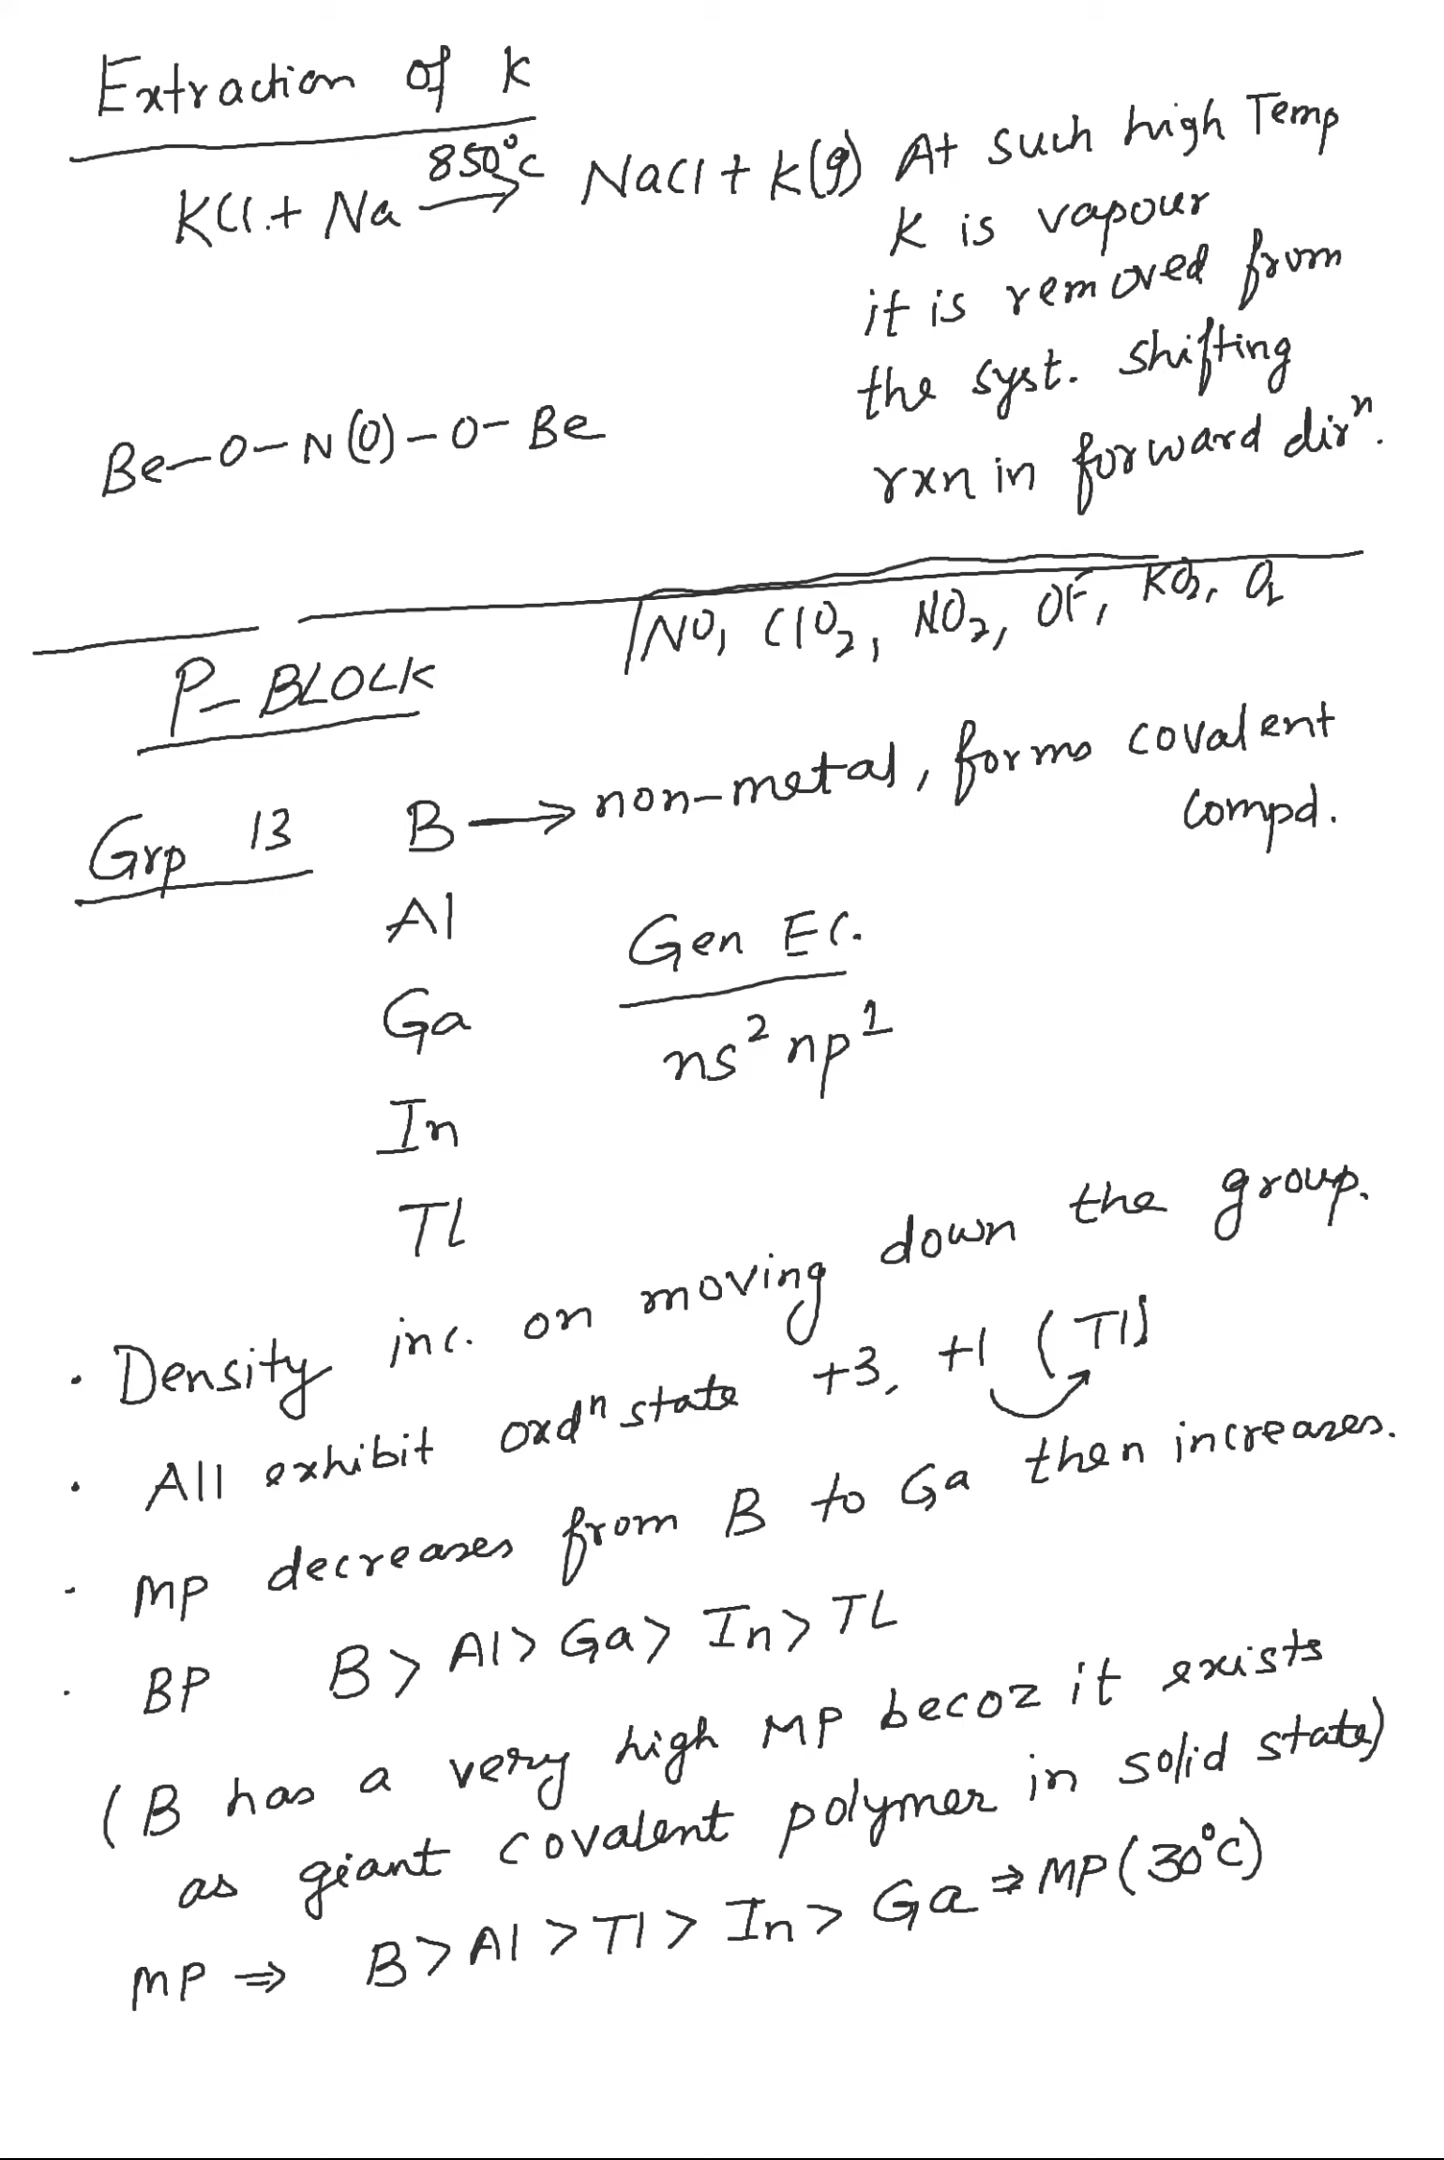 Extraction of K
KCl + Na 850°C → NaCl + K(g) At such high Temp
K is vapour
it is removed from
the syst. shifting
rxn in forward dirⁿ.
Be-O-N(O)-O-Be
NO, ClO₂, NO₂, OF, KO₂, O₂
P-BLOCK
Grp 13 B → non-metal, forms covalent
compd.
Al
Gen EC.
Ga
ns² np¹
In
TL
• Density inc. on moving down the group.
• All exhibit oxdⁿ state +3, +1 (Tl)
• MP decreases from B to Ga then increases.
• BP B > Al > Ga > In > TL
(B has a very high MP becoz it exists
as giant covalent polymer in solid state)
MP ⇒ B > Al > Tl > In > Ga ⇒ MP (30°C)